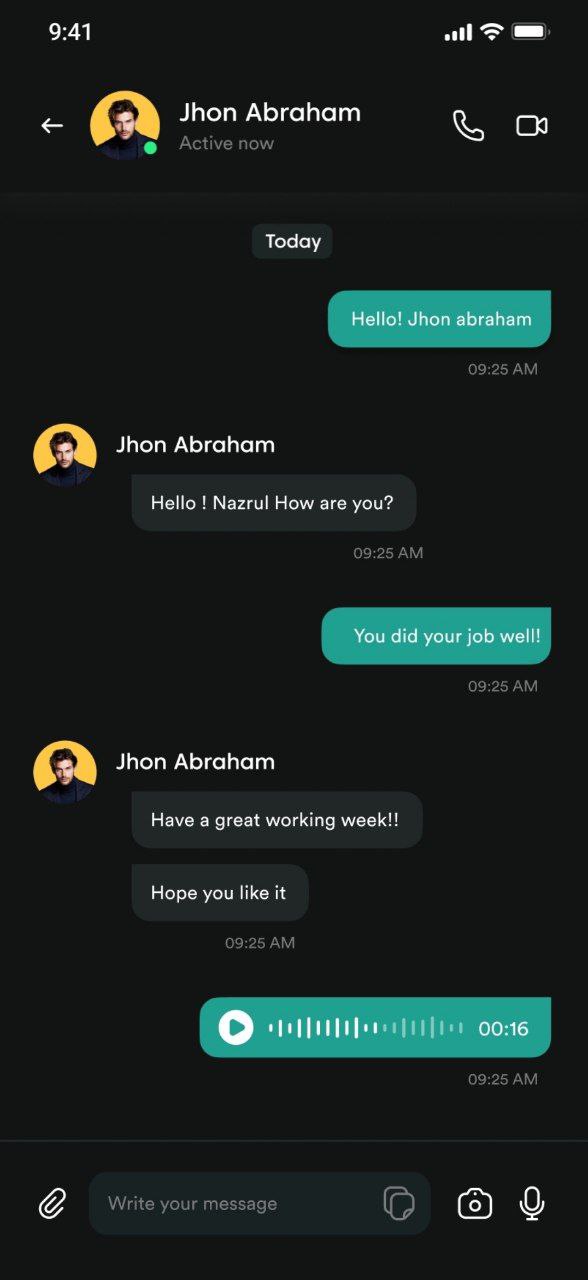 9:41
Jhon Abraham
Active now
Today
Hello! Jhon abraham
09:25 AM
Jhon Abraham
Hello ! Nazrul How are you?
09:25 AM
You did your job well!
09:25 AM
Jhon Abraham
Have a great working week!!
Hope you like it
09:25 AM
00:16
09:25 AM
Write your message